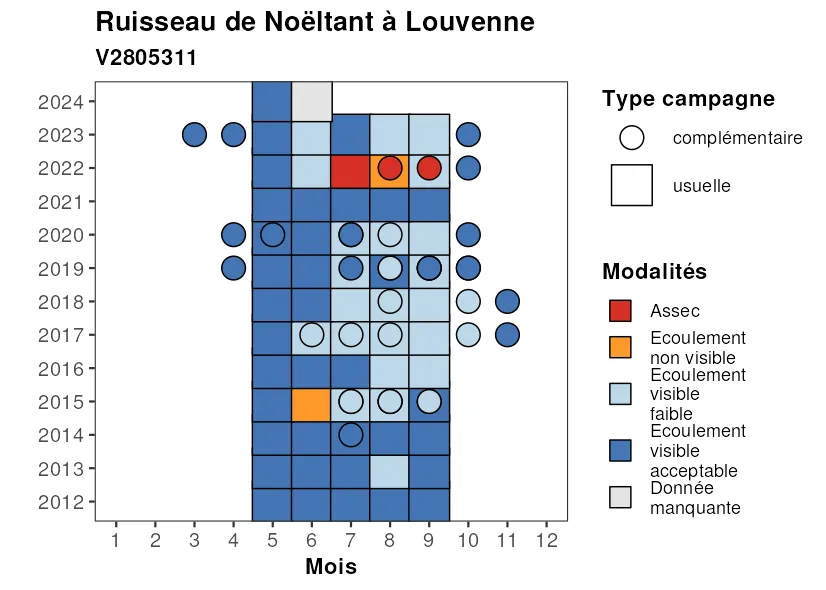 Ruisseau de Noëltant à Louvenne
V2805311
2024
2023
2022
2021
2020
2019
2018
2017
2016
2015
2014
2013
2012
1 2 3 4 5 6 7 8 9 10 11 12
Mois
Type campagne
complémentaire
usuelle
Modalités
Assec
Ecoulement
non visible
Ecoulement
visible
faible
Ecoulement
visible
acceptable
Donnée
manquante